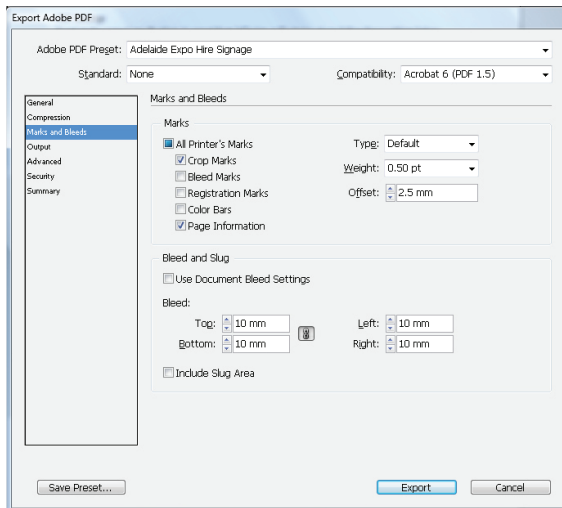 Export Adobe PDF
Adobe PDF Preset: Adelaide Expo Hire Signage
Standard: None Compatibility: Acrobat 6 (PDF 1.5)
General
Compression
Marks and Bleeds
Output
Advanced
Security
Summary
Marks and Bleeds
Marks
All Printer's Marks
Crop Marks
Bleed Marks
Registration Marks
Color Bars
Page Information
Type: Default
Weight: 0.50 pt
Offset: 2.5 mm
Bleed and Slug
Use Document Bleed Settings
Bleed:
Top: 10 mm Left: 10 mm
Bottom: 10 mm Right: 10 mm
Include Slug Area
Save Preset... Export Cancel